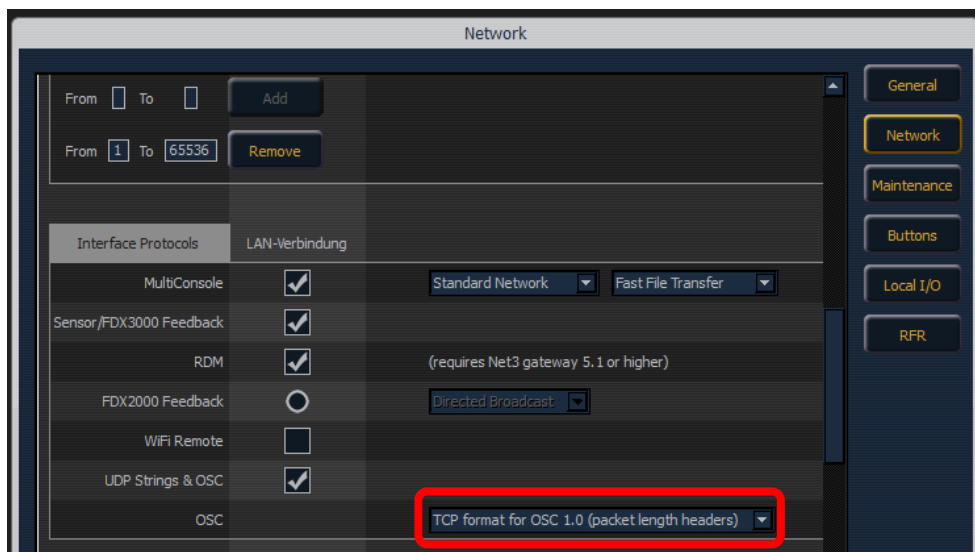 Network
From To Add
From 1 To 65536 Remove
General
Network
Maintenance
Buttons
Local I/O
RFR
Interface Protocols LAN-Verbindung
MultiConsole Standard Network Fast File Transfer
Sensor/FDX3000 Feedback
RDM (requires Net3 gateway 5.1 or higher)
FDX2000 Feedback Directed Broadcast
WiFi Remote
UDP Strings & OSC
OSC TCP format for OSC 1.0 (packet length headers)